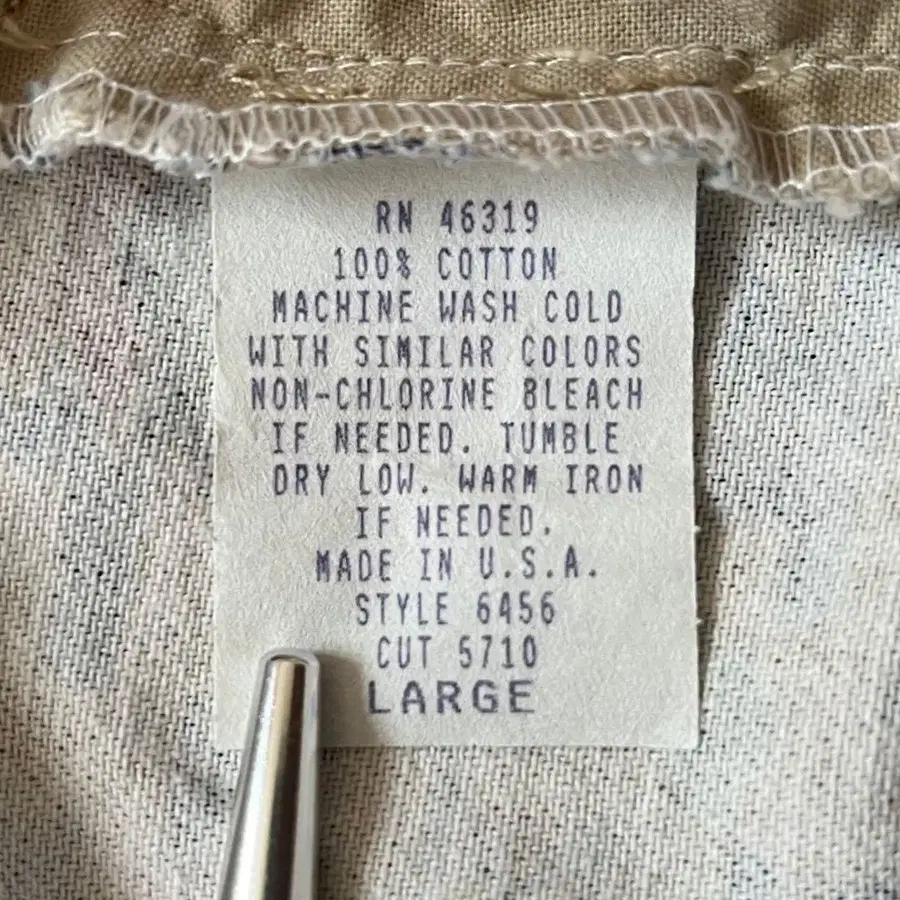 RN 46319
100% COTTON
MACHINE WASH COLD
WITH SIMILAR COLORS
NON-CHLORINE BLEACH
IF NEEDED. TUMBLE
DRY LOW. WARM IRON
IF NEEDED.
MADE IN U.S.A.
STYLE 6456
CUT 5710
LARGE